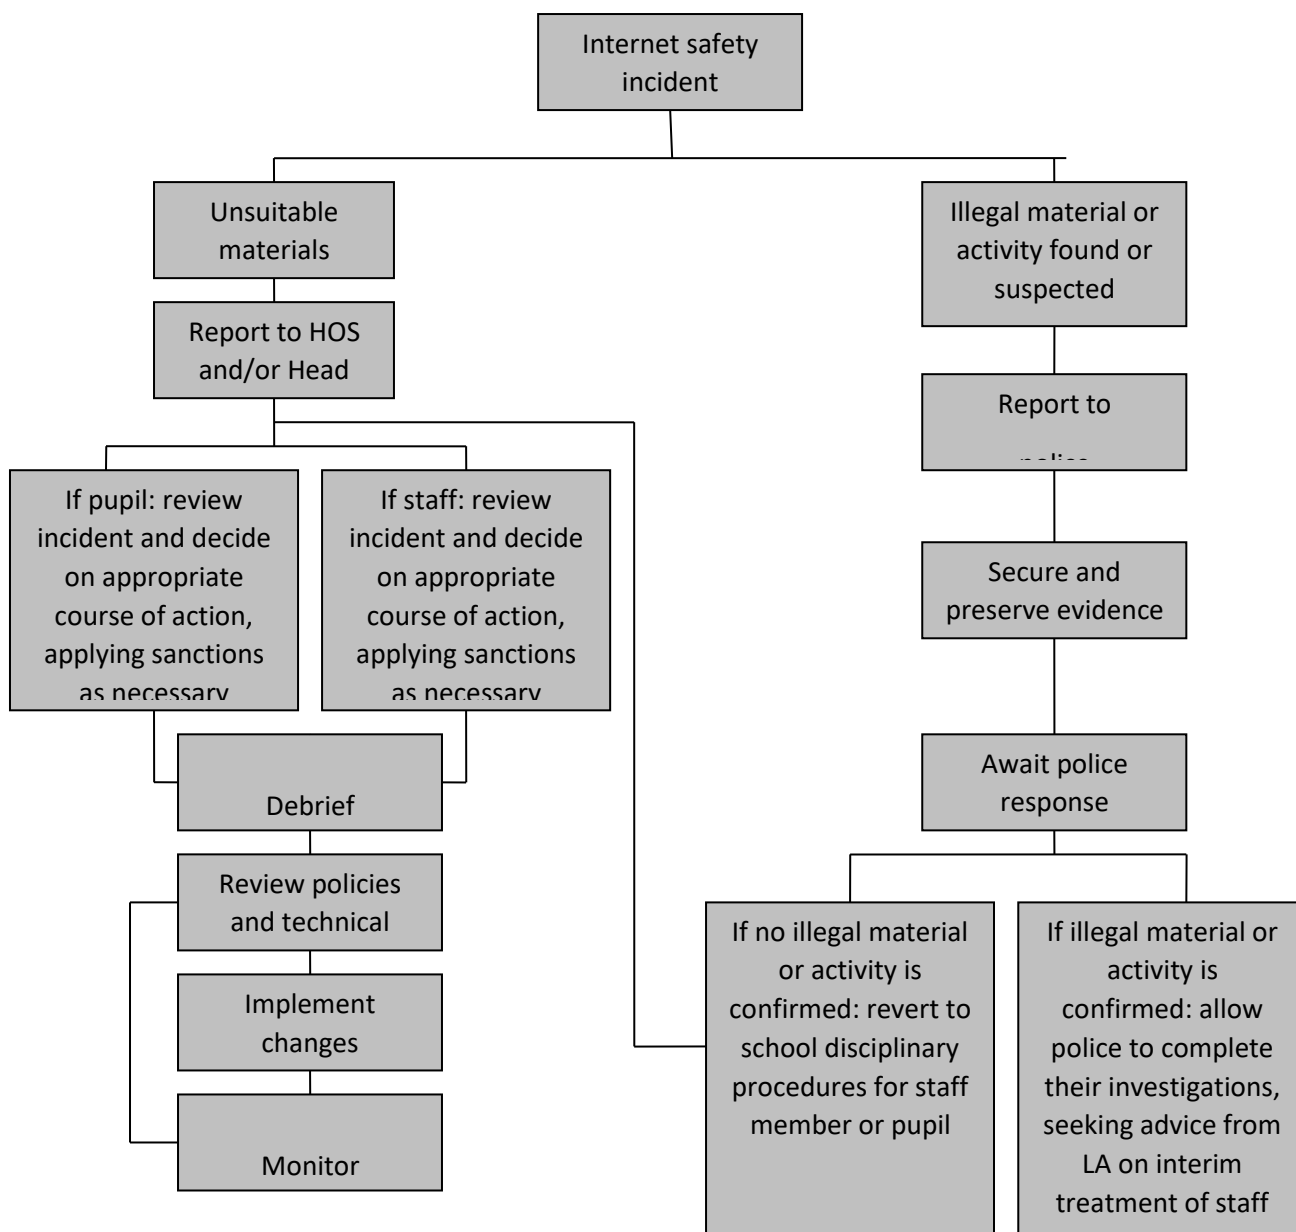 Internet safety
incident
Unsuitable
materials
Illegal material or
activity found or
suspected
Report to HOS
and/or Head
Report to
police
If pupil: review
incident and decide
on appropriate
course of action,
applying sanctions
as necessary
If staff: review
incident and decide
on appropriate
course of action,
applying sanctions
as necessary
Secure and
preserve evidence
Debrief
Await police
response
Review policies
and technical
Implement
changes
Monitor
If no illegal material
or activity is
confirmed: revert to
school disciplinary
procedures for staff
member or pupil
If illegal material or
activity is
confirmed: allow
police to complete
their investigations,
seeking advice from
LA on interim
treatment of staff